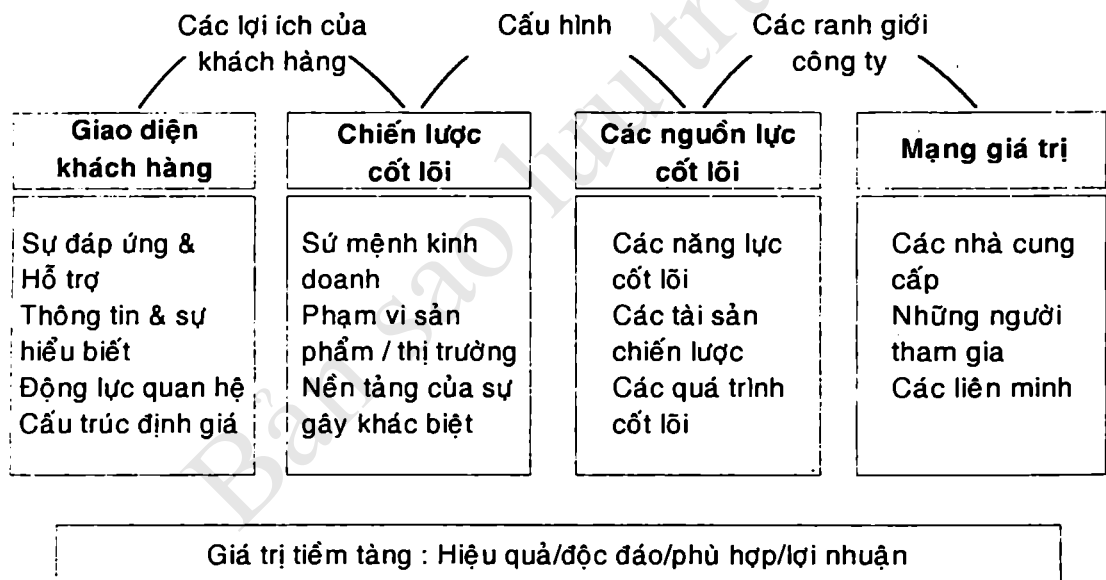 Các lợi ích của
khách hàng
Cấu hình
Các ranh giới
công ty
Giao diện
khách hàng
Chiến lược
cốt lõi
Các nguồn lực
cốt lõi
Mạng giá trị
Sự đáp ứng &
Hỗ trợ
Thông tin & sự
hiểu biết
Động lực quan hệ
Cấu trúc định giá
Sứ mệnh kinh
doanh
Phạm vi sản
phẩm / thị trường
Nền tảng của sự
gây khác biệt
Các năng lực
cốt lõi
Các tài sản
chiến lược
Các quá trình
cốt lõi
Các nhà cung
cấp
Những người
tham gia
Các liên minh
Giá trị tiềm tàng : Hiệu quả/độc đáo/phù hợp/lợi nhuận
Bản sao lưu tr